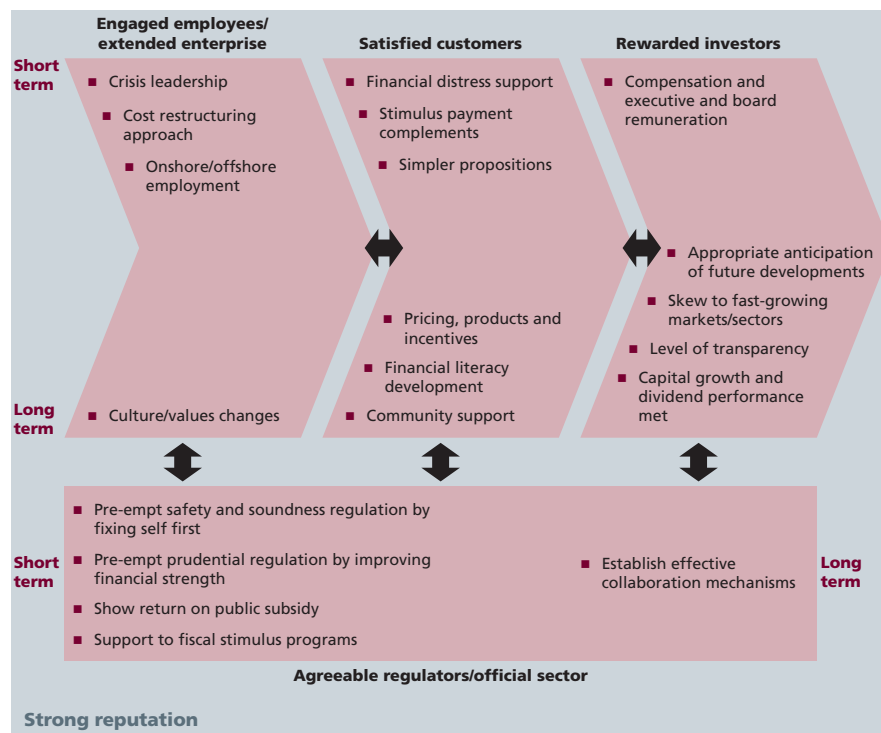 Engaged employees/
extended enterprise
Satisfied customers
Rewarded investors
Short
term
■ Crisis leadership
■ Cost restructuring
approach
■ Onshore/offshore
employment
■ Culture/values changes
■ Financial distress support
■ Stimulus payment
complements
■ Simpler propositions
■ Pricing, products and
incentives
■ Financial literacy
development
■ Community support
■ Compensation and
executive and board
remuneration
■ Appropriate anticipation
of future developments
■ Skew to fast-growing
markets/sectors
■ Level of transparency
■ Capital growth and
dividend performance
met
Long
term
Short
term
■ Pre-empt safety and soundness regulation by
fixing self first
■ Pre-empt prudential regulation by improving
financial strength
■ Show return on public subsidy
■ Support to fiscal stimulus programs
■ Establish effective
collaboration mechanisms
Long
term
Agreeable regulators/official sector
Strong reputation